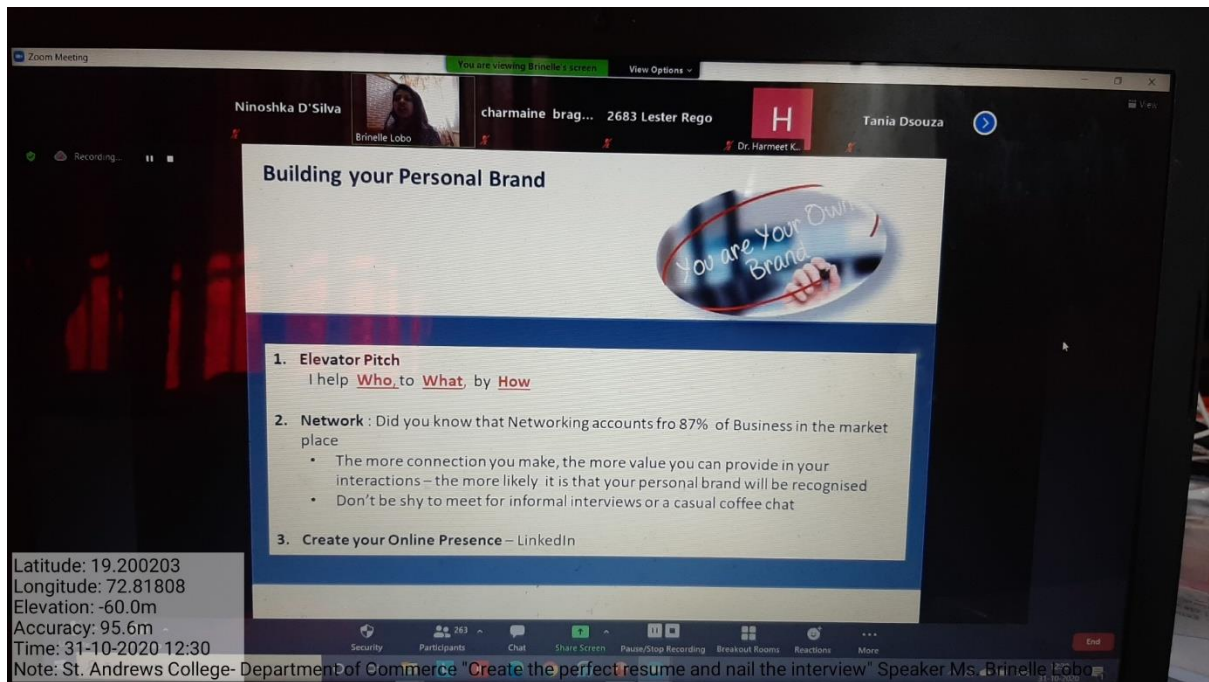 Zoom Meeting
You are viewing Brinelle's screen
View Options
View
Ninoshka D'Silva
Brinelle Lobo
charmaine brag...
2683 Lester Rego
H
Dr. Harmeet K...
Tania Dsouza
Recording...
Building your Personal Brand
You are Your Own
Brand
1. Elevator Pitch
I help Who, to What, by How
2. Network : Did you know that Networking accounts fro 87% of Business in the market
place
• The more connection you make, the more value you can provide in your
interactions – the more likely it is that your personal brand will be recognised
• Don't be shy to meet for informal interviews or a casual coffee chat
3. Create your Online Presence – LinkedIn
Security
263
Participants
Chat
Share Screen
Pause/Stop Recording
Breakout Rooms
Reactions
More
End
Latitude: 19.200203
Longitude: 72.81808
Elevation: -60.0m
Accuracy: 95.6m
Time: 31-10-2020 12:30
Note: St. Andrews College- Department of Commerce "Create the perfect resume and nail the interview" Speaker Ms. Brinelle Lobo